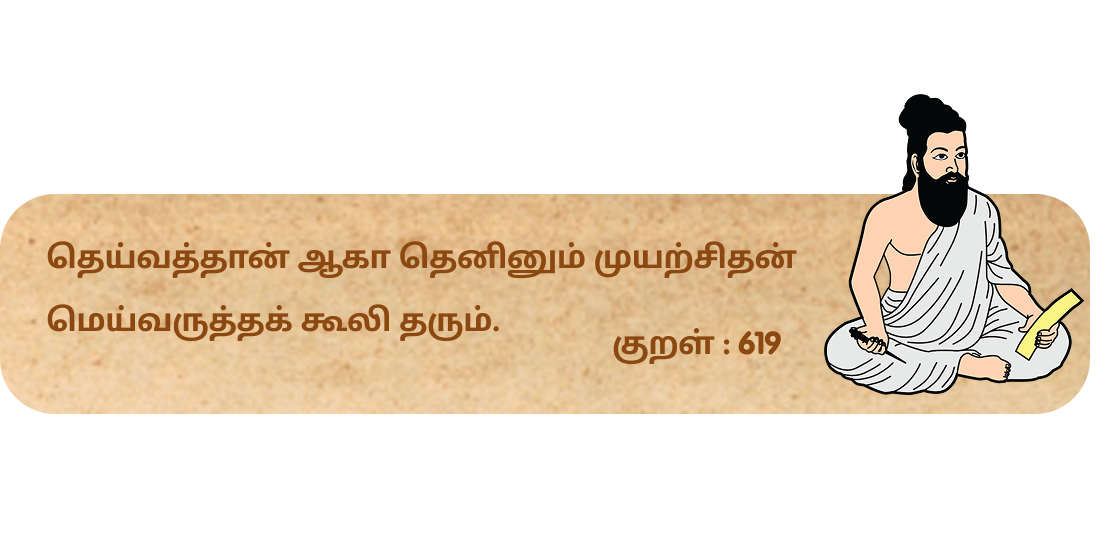 தெய்வத்தான் ஆகா தெனினும் முயற்சிதன்
மெய்வருத்தக் கூலி தரும்.
குறள் : 619